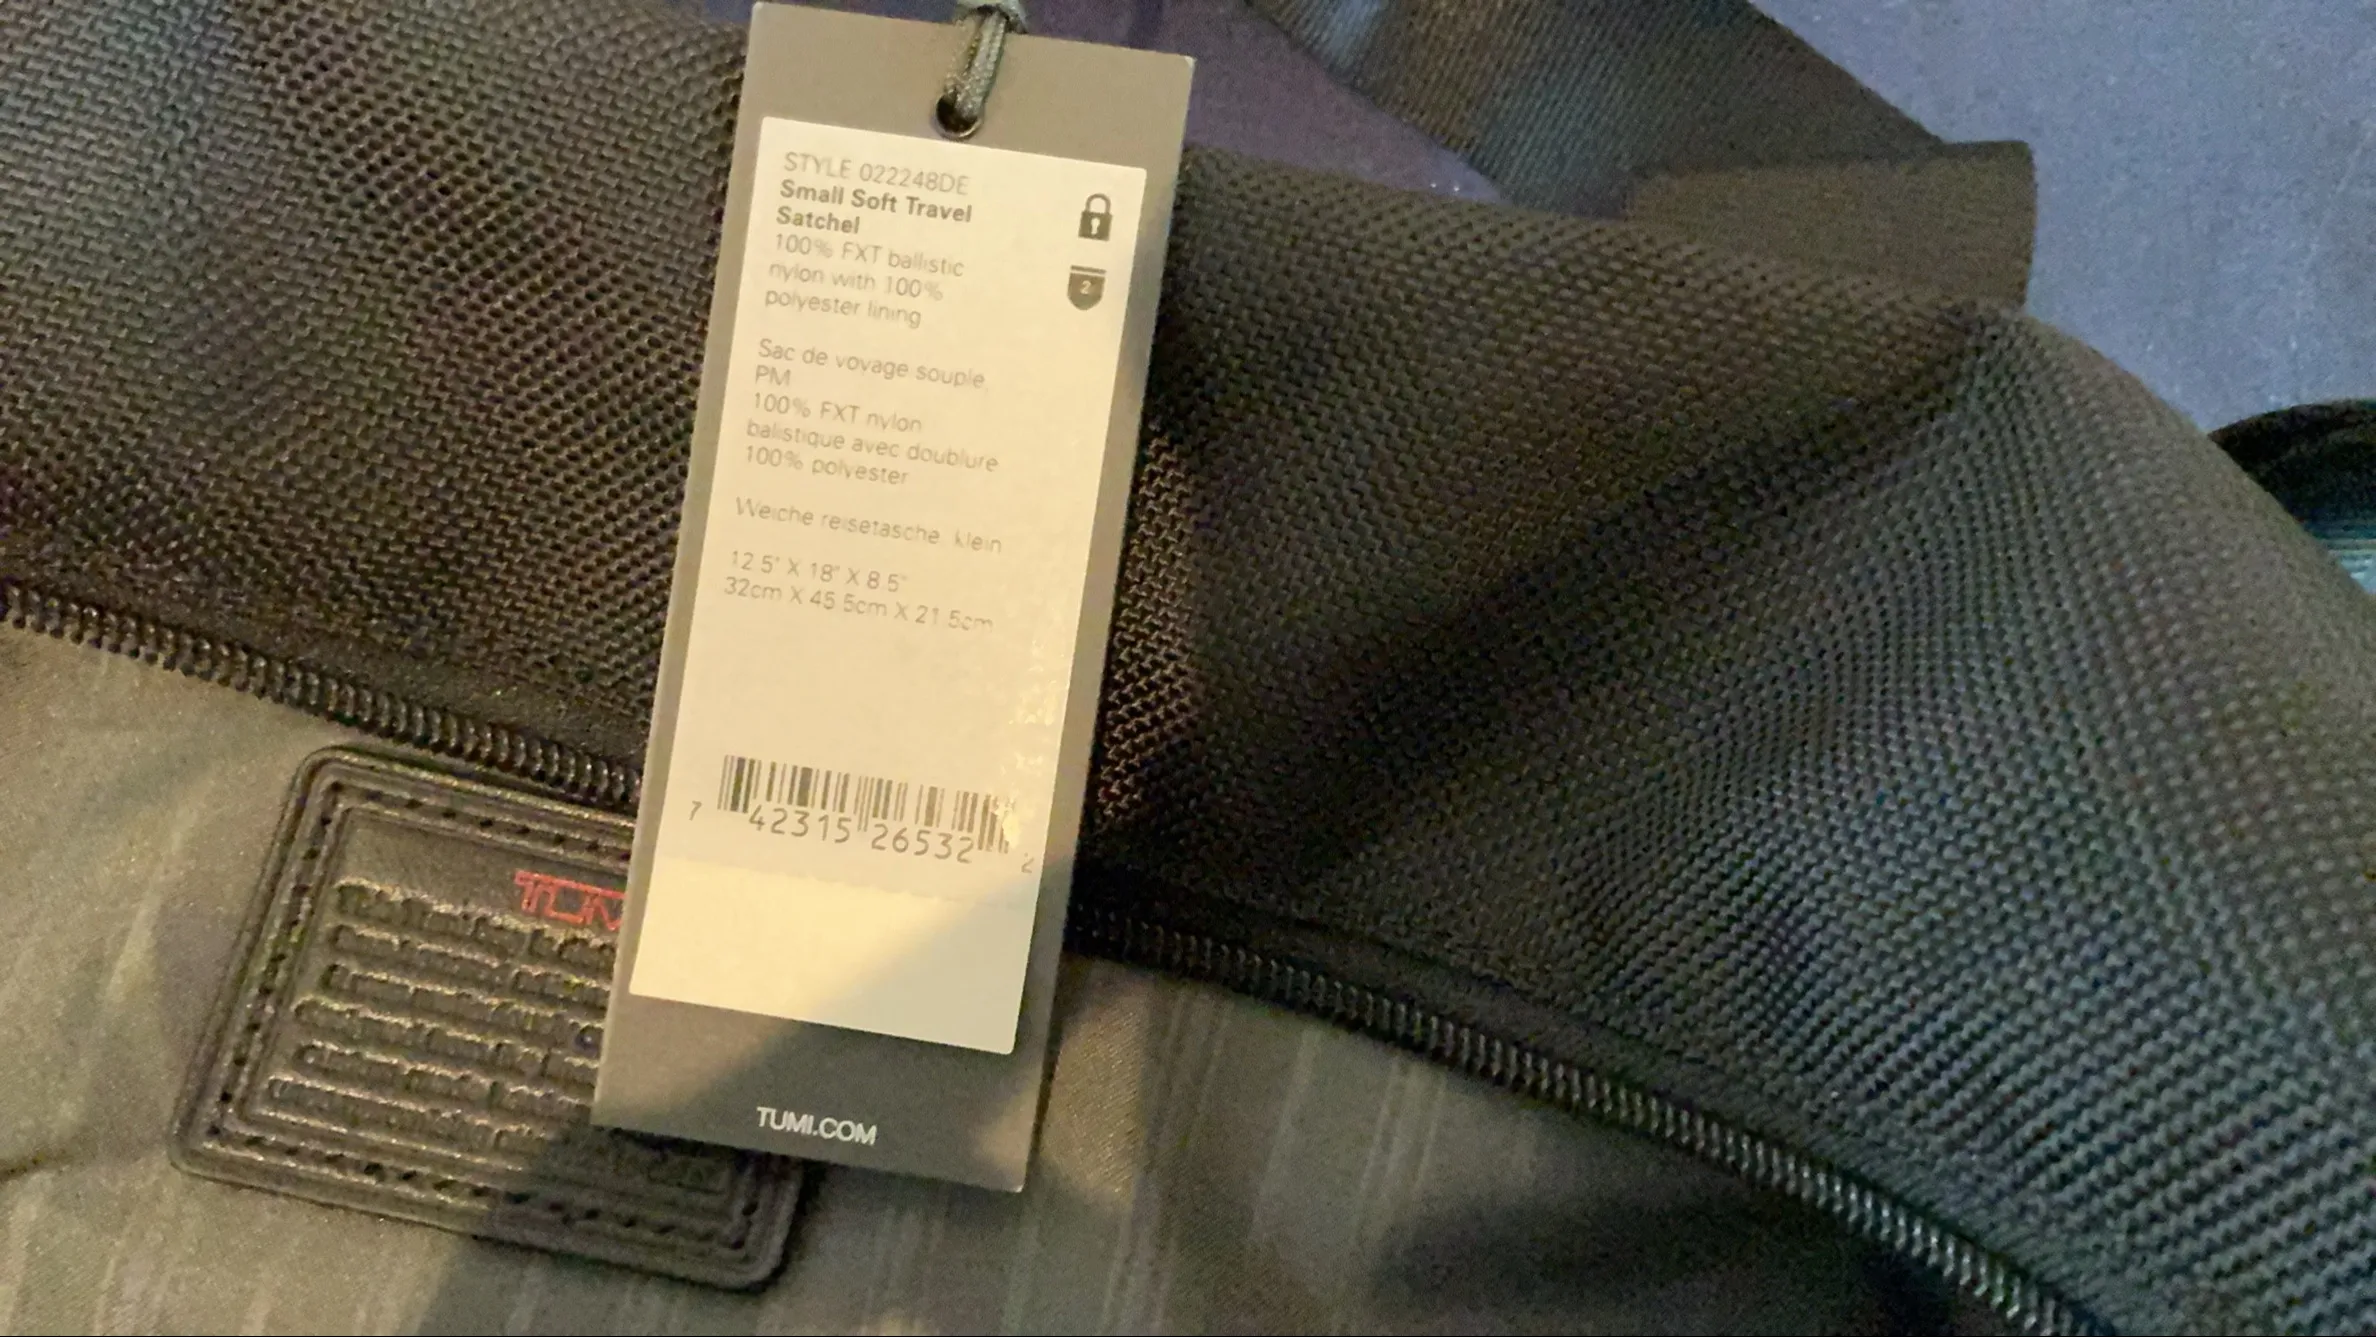 STYLE 022248DE
Small Soft Travel
Satchel
100% FXT ballistic
nylon with 100%
polyester lining
Sac de voyage souple,
PM
100% FXT nylon
balistique avec doublure
100% polyester
Weiche reisetasche, klein
12.5" X 18" X 8.5"
32cm X 45.5cm X 21.5cm
2
7 42315 26532 2
TUMI.COM
TUM